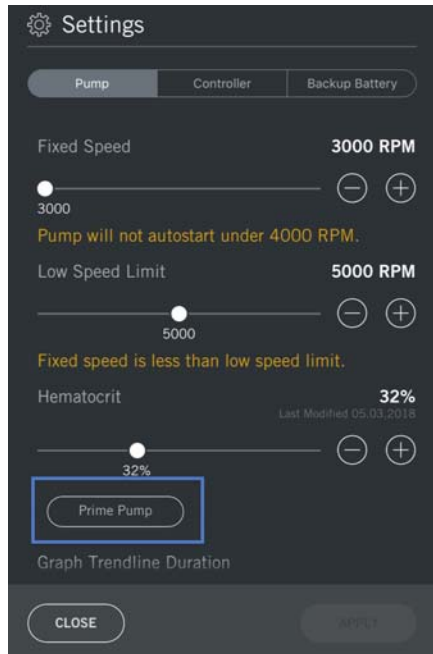 Settings
Pump Controller Backup Battery
Fixed Speed 3000 RPM
3000
Pump will not autostart under 4000 RPM.
Low Speed Limit 5000 RPM
5000
Fixed speed is less than low speed limit.
Hematocrit 32%
Last Modified 05.03.2018
32%
Prime Pump
Graph Trendline Duration
CLOSE APPLY